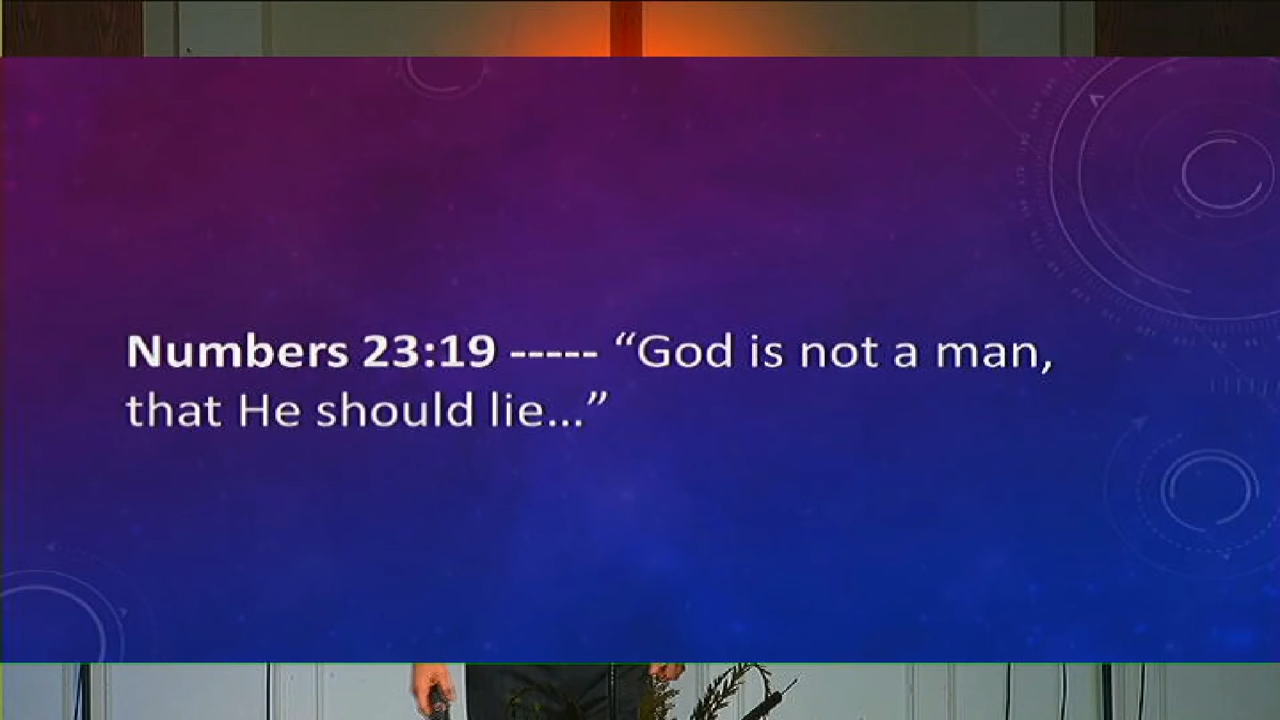 Numbers 23:19 ----- “God is not a man,
that He should lie...”